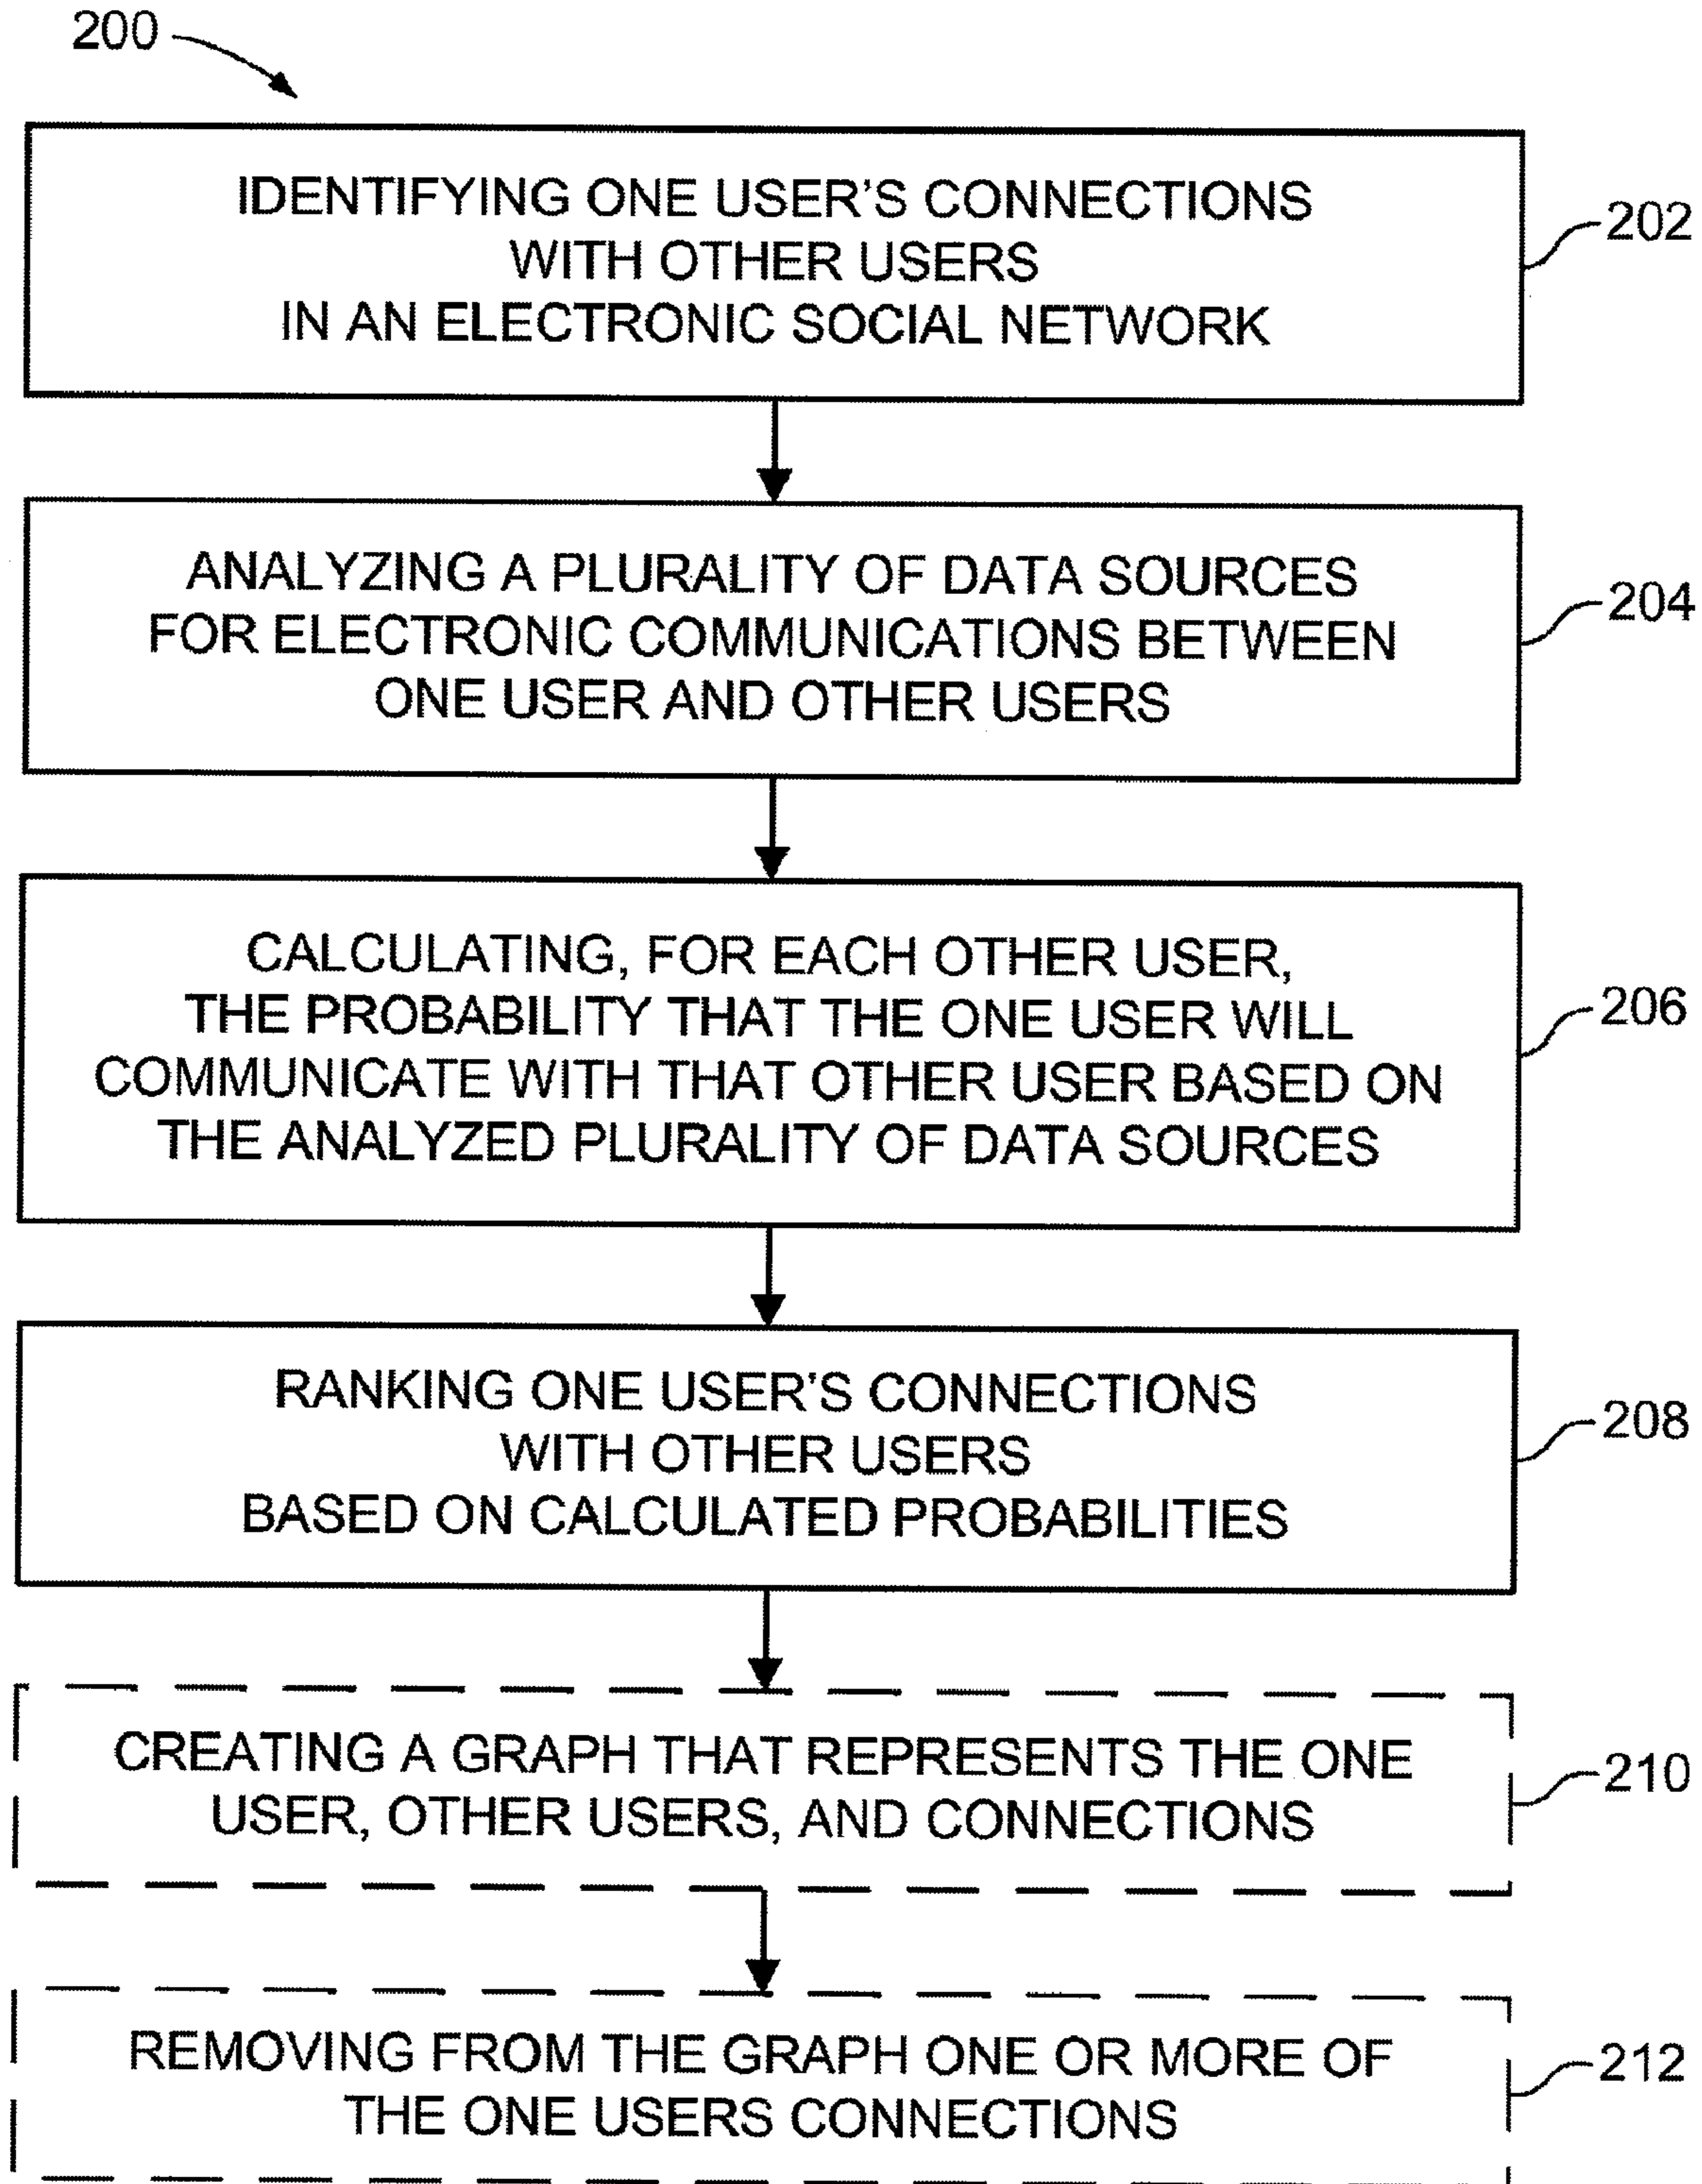 200
IDENTIFYING ONE USER'S CONNECTIONS
WITH OTHER USERS
IN AN ELECTRONIC SOCIAL NETWORK
202
ANALYZING A PLURALITY OF DATA SOURCES
FOR ELECTRONIC COMMUNICATIONS BETWEEN
ONE USER AND OTHER USERS
204
CALCULATING, FOR EACH OTHER USER,
THE PROBABILITY THAT THE ONE USER WILL
COMMUNICATE WITH THAT OTHER USER BASED ON
THE ANALYZED PLURALITY OF DATA SOURCES
206
RANKING ONE USER'S CONNECTIONS
WITH OTHER USERS
BASED ON CALCULATED PROBABILITIES
208
CREATING A GRAPH THAT REPRESENTS THE ONE
USER, OTHER USERS, AND CONNECTIONS
210
REMOVING FROM THE GRAPH ONE OR MORE OF
THE ONE USERS CONNECTIONS
212